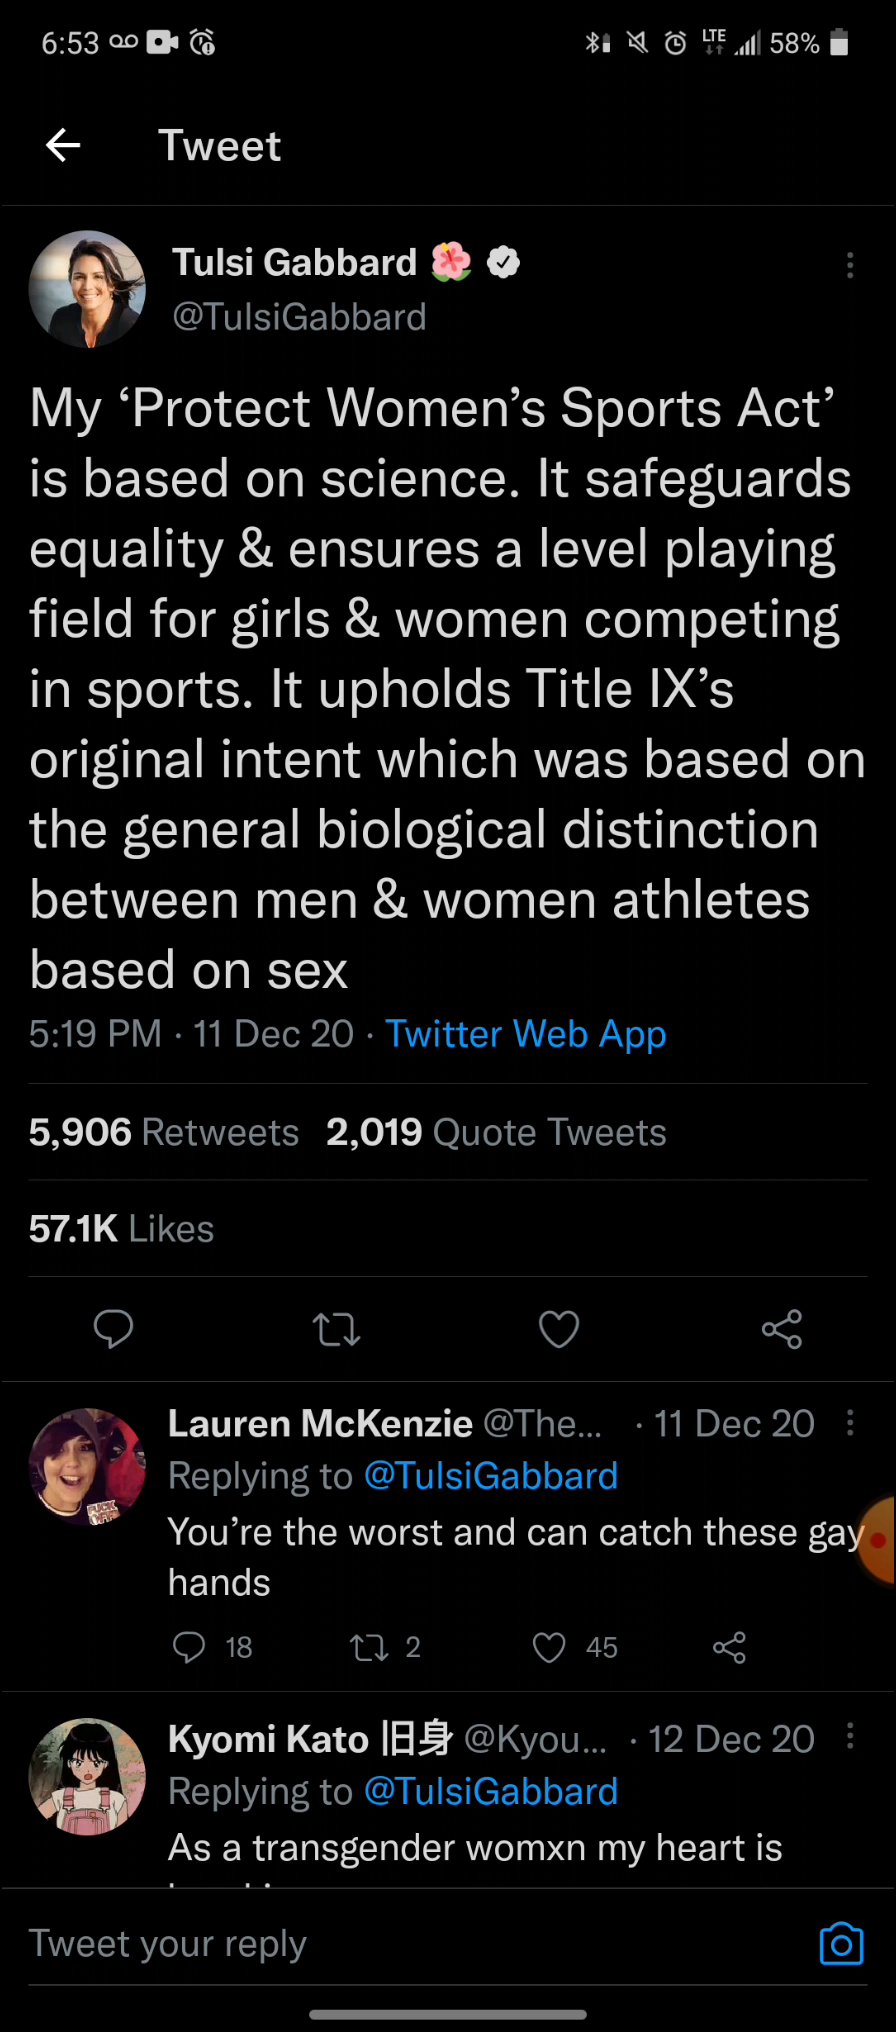 6:53 LTE 58%
Tweet
Tulsi Gabbard
@TulsiGabbard
My ‘Protect Women’s Sports Act’
is based on science. It safeguards
equality & ensures a level playing
field for girls & women competing
in sports. It upholds Title IX’s
original intent which was based on
the general biological distinction
between men & women athletes
based on sex
5:19 PM · 11 Dec 20 · Twitter Web App
5,906 Retweets 2,019 Quote Tweets
57.1K Likes
Lauren McKenzie @The... · 11 Dec 20
Replying to @TulsiGabbard
FUCK
OFF
You’re the worst and can catch these gay
hands
18 2 45
Kyomi Kato 旧身 @Kyou... · 12 Dec 20
Replying to @TulsiGabbard
As a transgender womxn my heart is
Tweet your reply